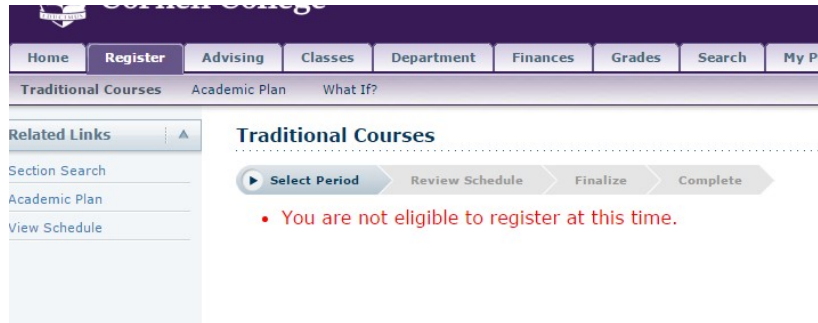 College
Home Register Advising Classes Department Finances Grades Search My
Traditional Courses Academic Plan What If?
Related Links
Section Search
Academic Plan
View Schedule
Traditional Courses
Select Period Review Schedule Finalize Complete
You are not eligible to register at this time.